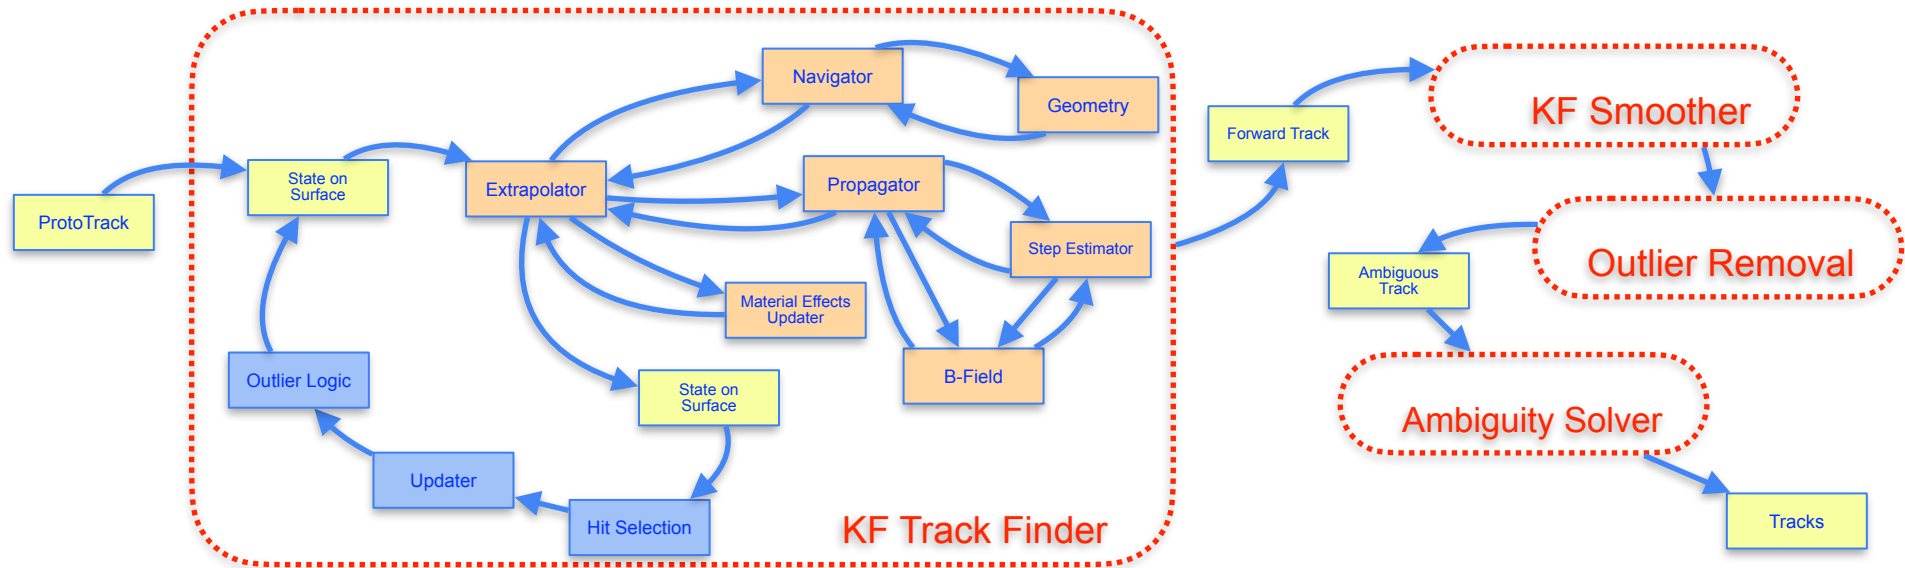 Navigator
Geometry
KF Smoother
Forward Track
State on
Surface
Extrapolator
Propagator
ProtoTrack
Step Estimator
Outlier Removal
Ambiguous
Track
Material Effects
Updater
Outlier Logic
State on
Surface
B-Field
Ambiguity Solver
Updater
Hit Selection
KF Track Finder
Tracks